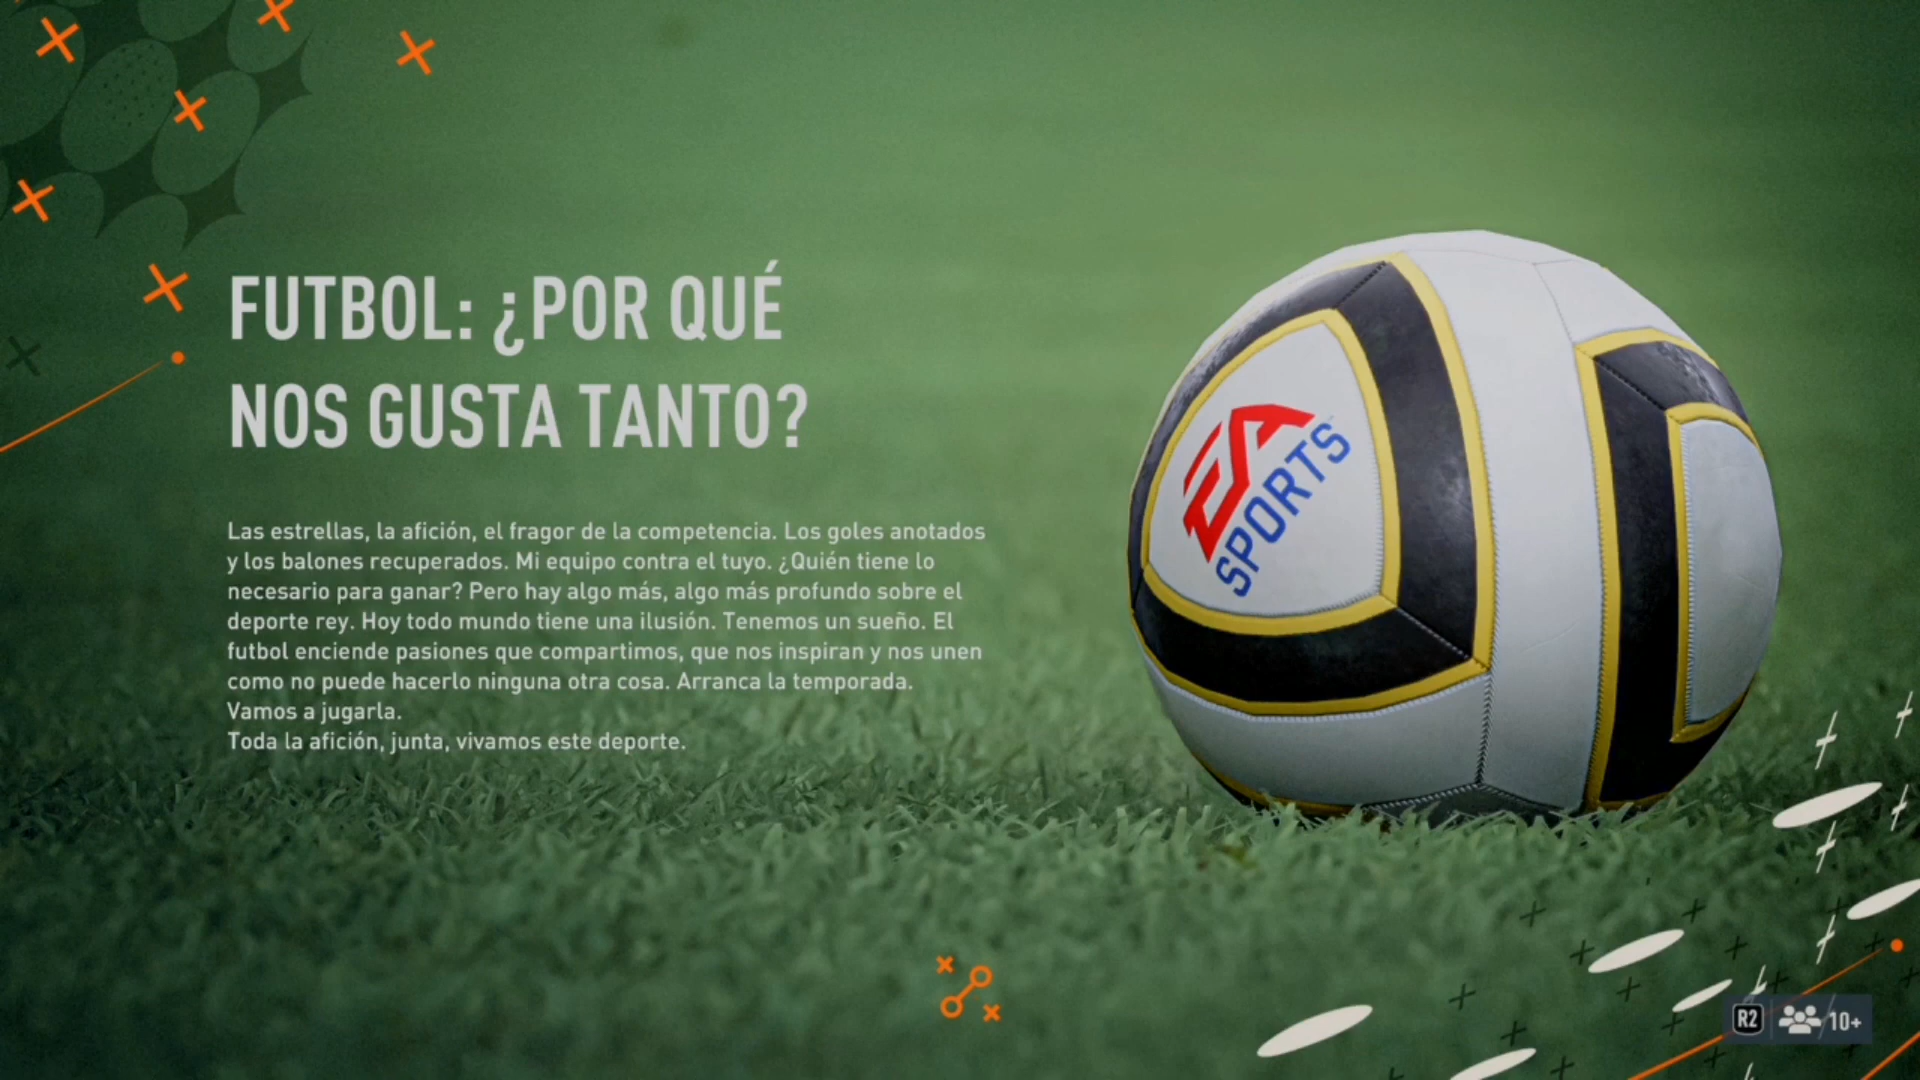 FUTBOL: ¿POR QUÉ
NOS GUSTA TANTO?
Las estrellas, la afición, el fragor de la competencia. Los goles anotados
y los balones recuperados. Mi equipo contra el tuyo. ¿Quién tiene lo
necesario para ganar? Pero hay algo más, algo más profundo sobre el
deporte rey. Hoy todo mundo tiene una ilusión. Tenemos un sueño. El
futbol enciende pasiones que compartimos, que nos inspiran y nos unen
como no puede hacerlo ninguna otra cosa. Arranca la temporada.
Vamos a jugarla.
Toda la afición, junta, vivamos este deporte.
EA
SPORTS
R2 10+